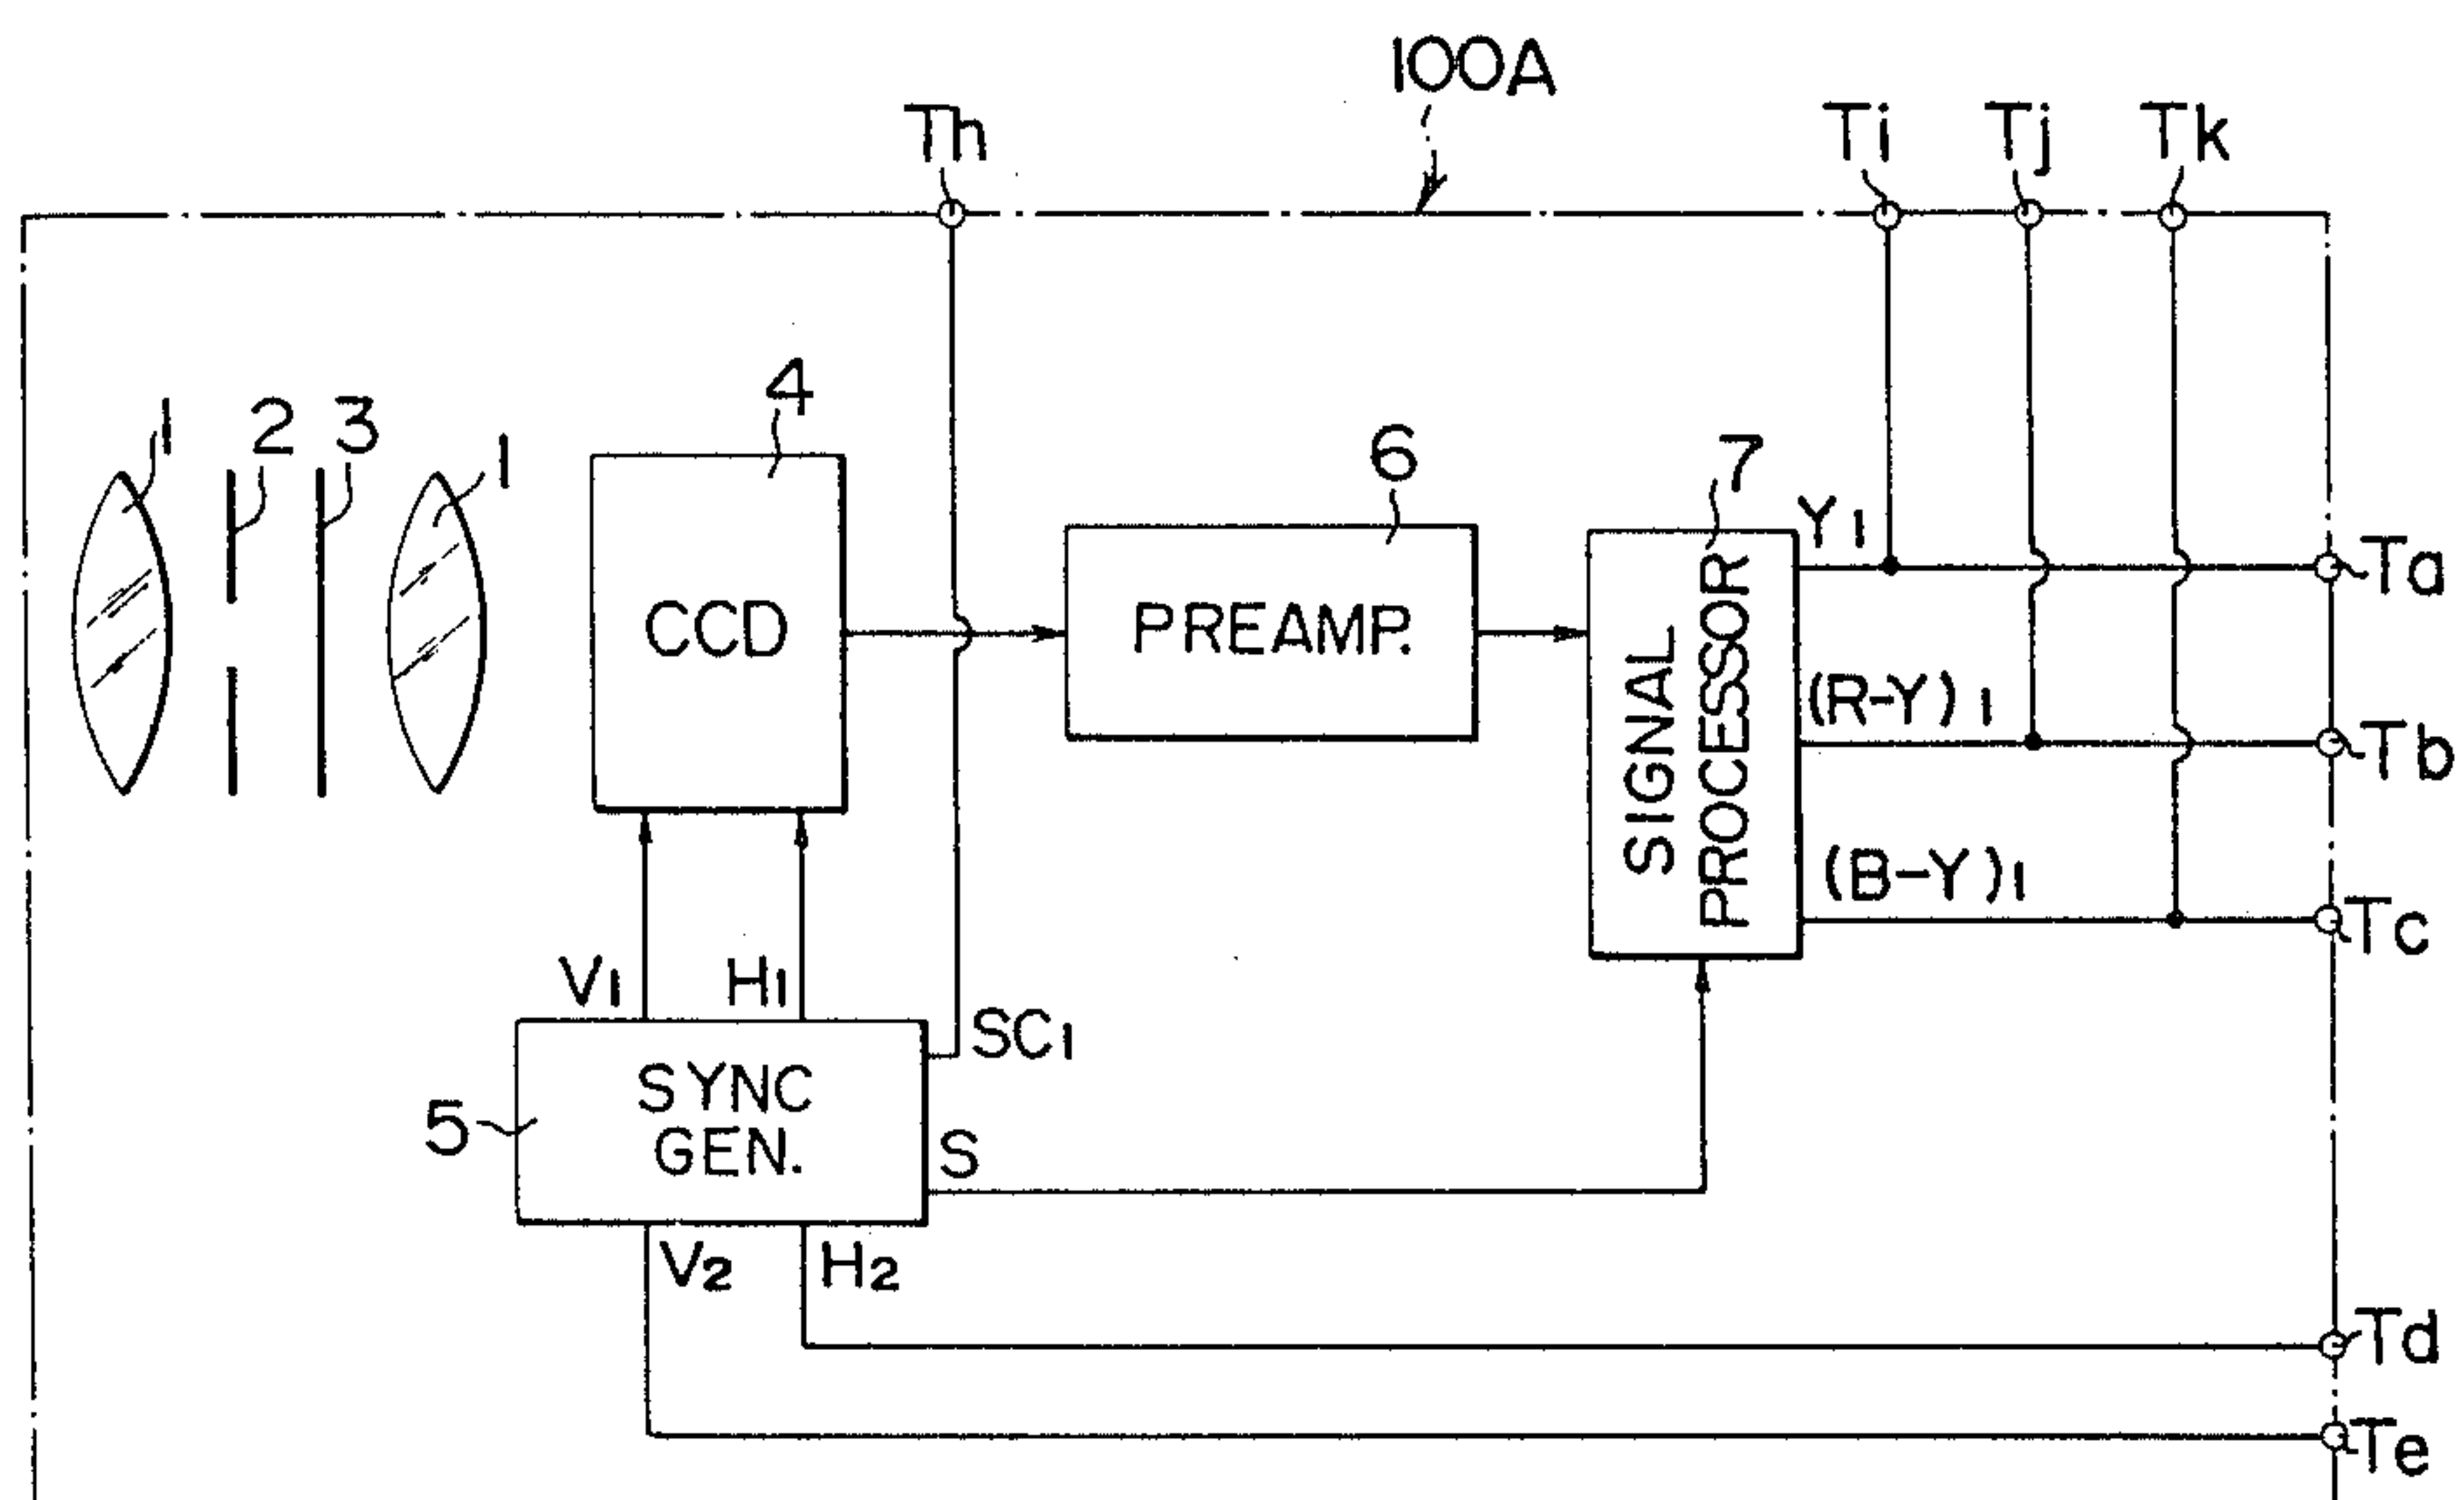 100A
Th
Ti
Tj
Tk
1
2
3
1
4
CCD
6
PREAMP.
7
SIGNAL
PROCESSOR
Y1
(R-Y)1
(B-Y)1
Ta
Tb
Tc
V1
H1
SC1
5
SYNC
GEN.
S
V2
H2
Td
Te